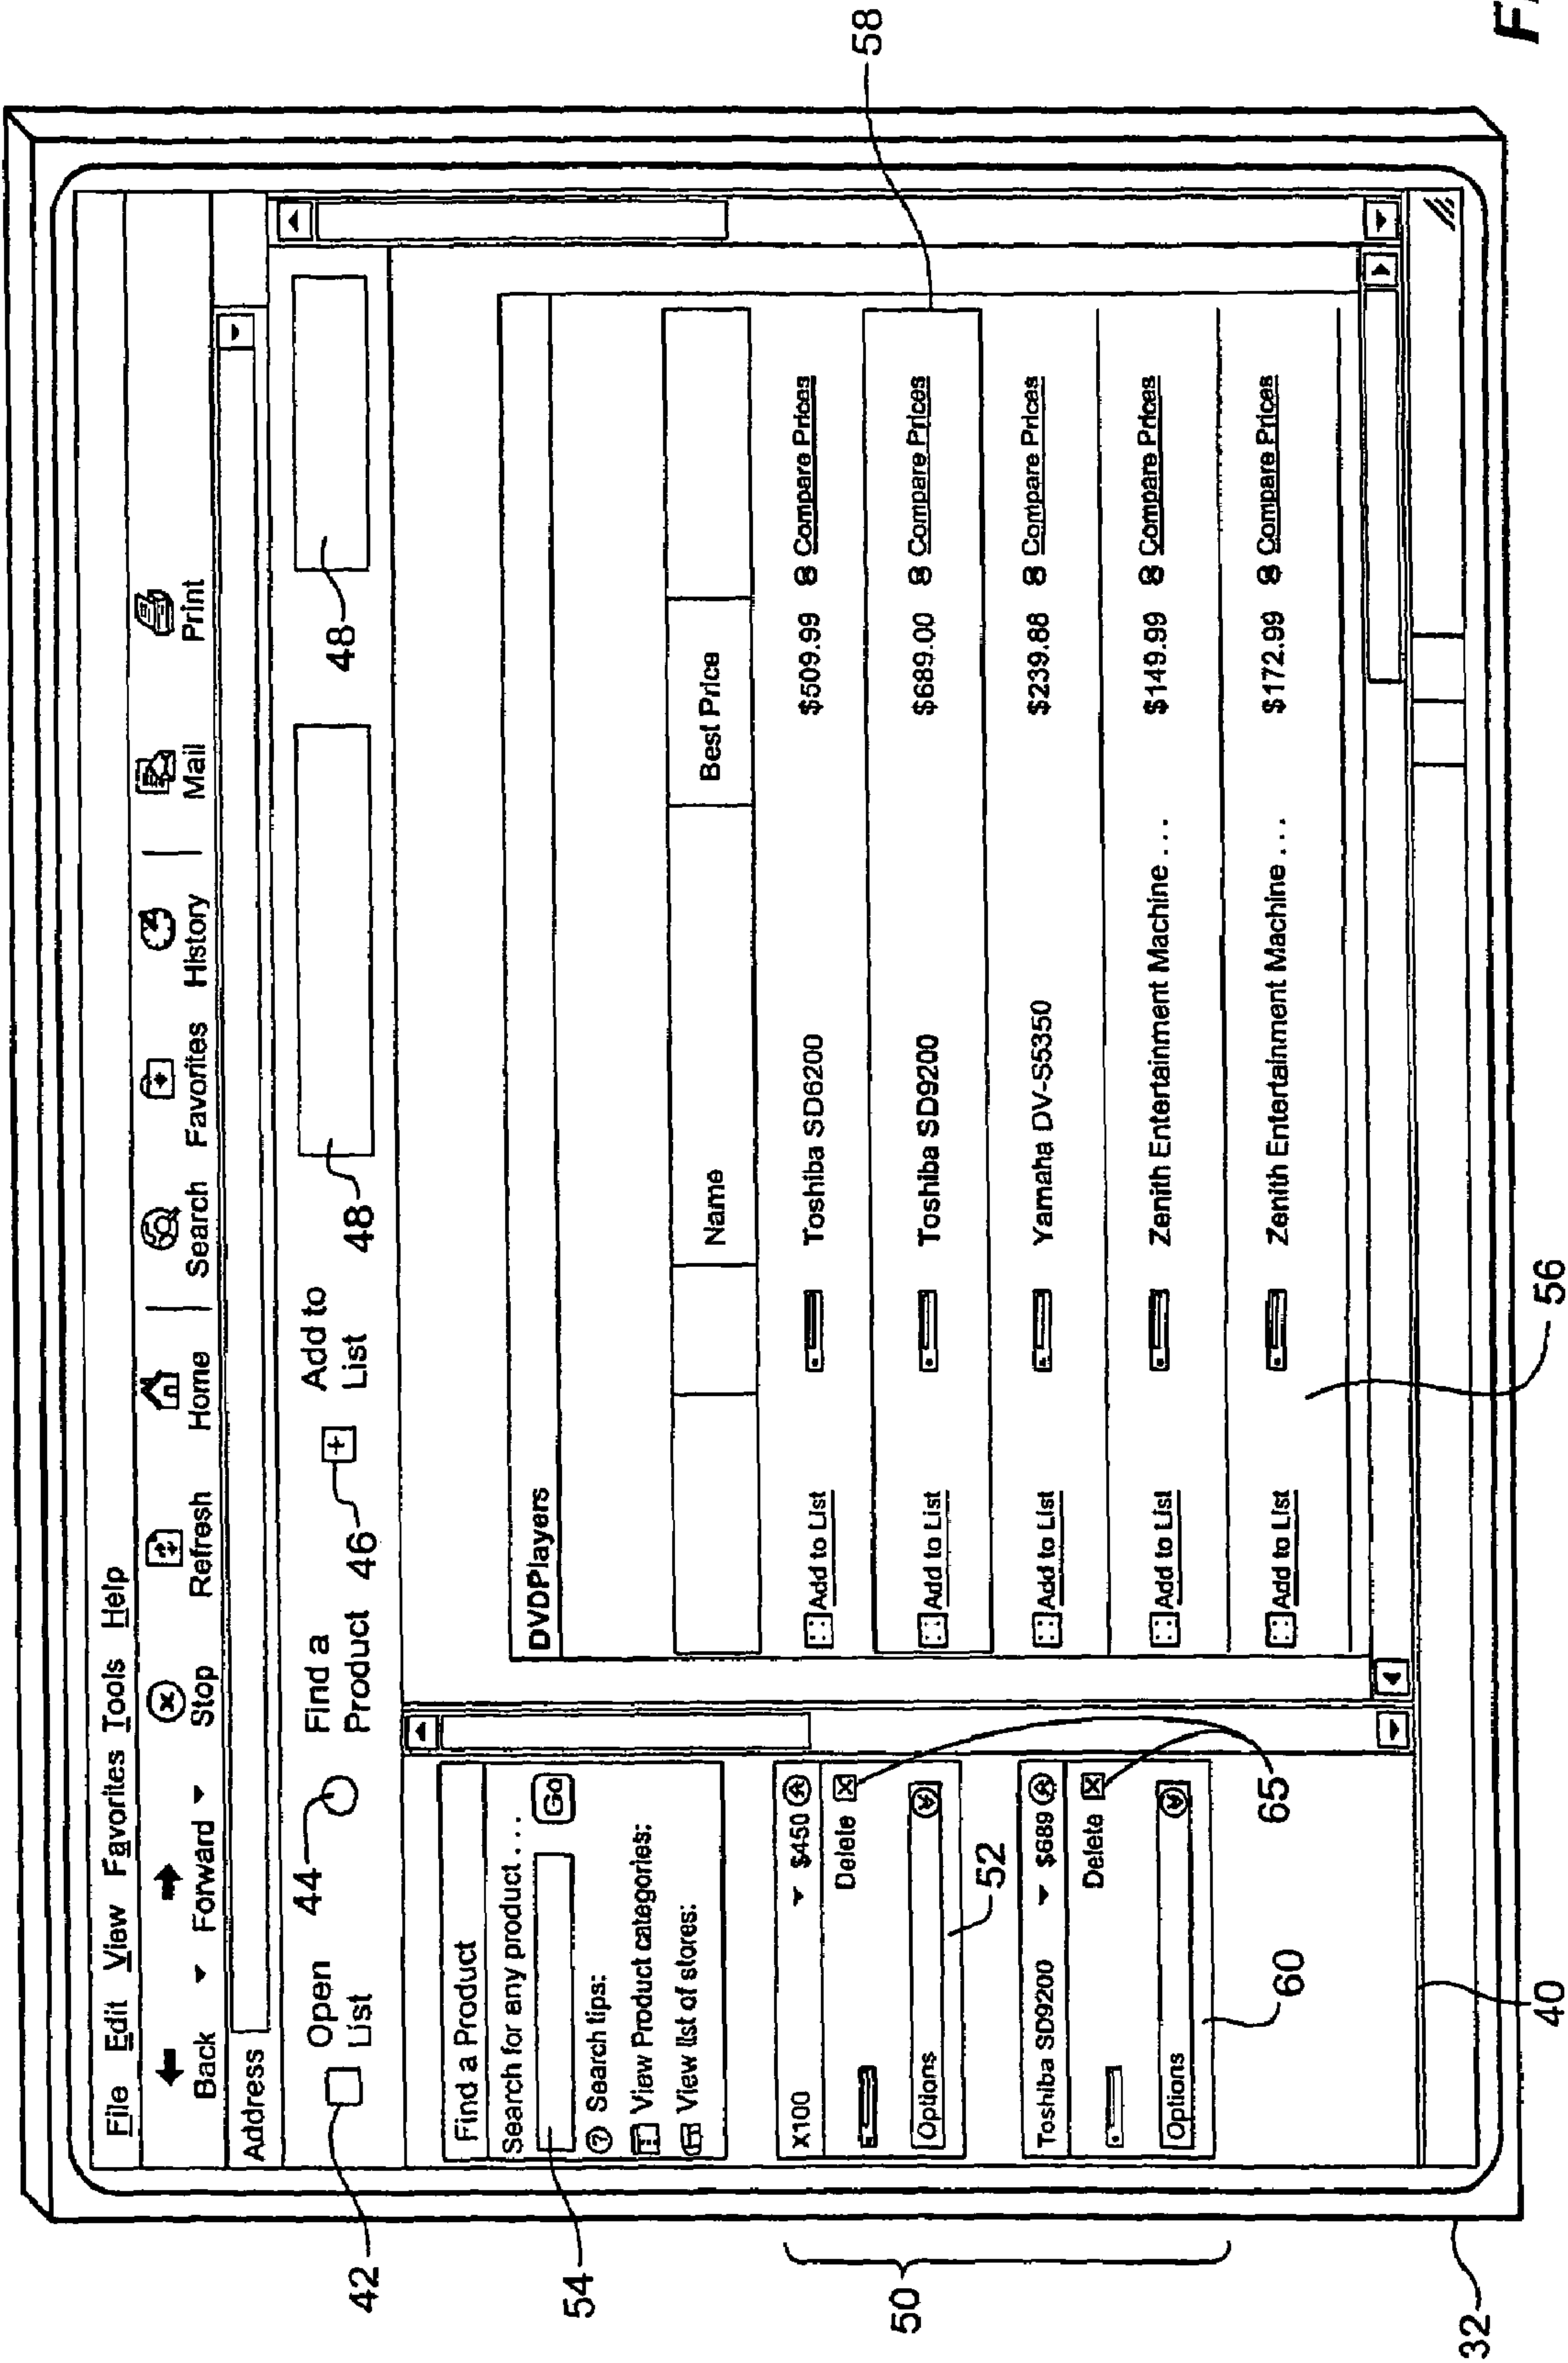 File Edit View Favorites Tools Help
Back Forward Stop Refresh Home Search Favorites History Mail Print
Address
42
Open
List
44
Find a
Product
46
Add to
List
48
48
Find a Product
Search for any product....
Go
54
? Search tips:
View Product categories:
View list of stores:
50
X100 $450
Delete X
Options
52
Toshiba SD9200 $689
Delete X
Options
60
65
DVDPlayers
Name Best Price
Add to List Toshiba SD6200 $509.99 Compare Prices
Add to List Toshiba SD9200 $689.00 Compare Prices
58
Add to List Yamaha DV-S5350 $239.88 Compare Prices
Add to List Zenith Entertainment Machine... $149.99 Compare Prices
Add to List Zenith Entertainment Machine... $172.99 Compare Prices
32
40
56